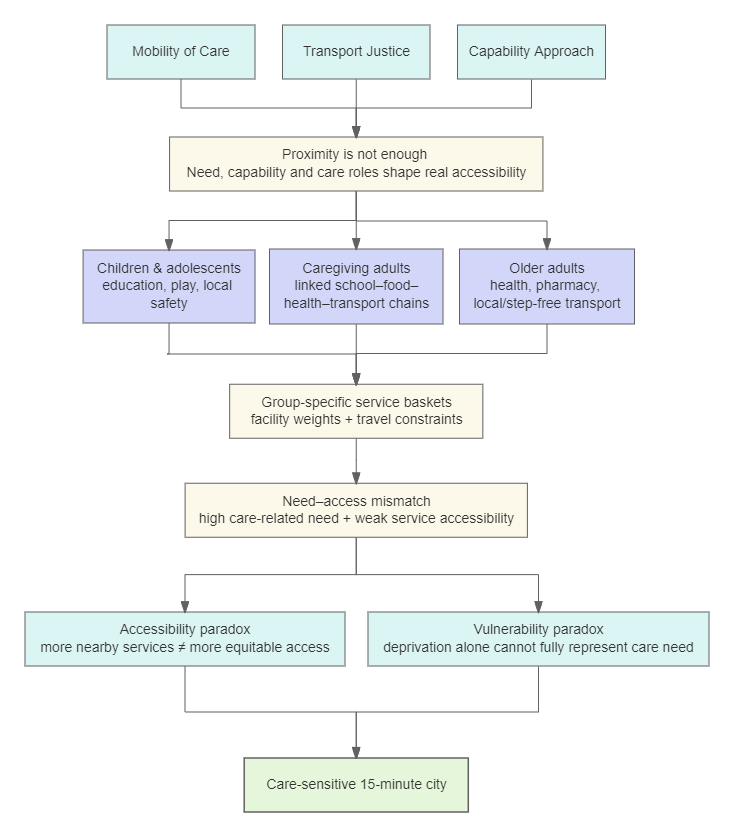 Mobility of Care
Transport Justice
Capability Approach
Proximity is not enough
Need, capability and care roles shape real accessibility
Children & adolescents
education, play, local
safety
Caregiving adults
linked school–food–
health–transport chains
Older adults
health, pharmacy,
local/step-free transport
Group-specific service baskets
facility weights + travel constraints
Need–access mismatch
high care-related need + weak service accessibility
Accessibility paradox
more nearby services ≠ more equitable access
Vulnerability paradox
deprivation alone cannot fully represent care need
Care-sensitive 15-minute city